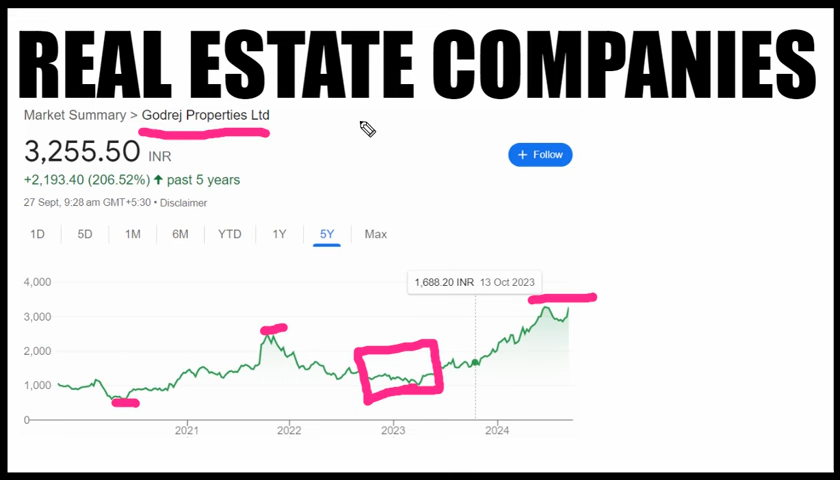 REAL ESTATE COMPANIES
Market Summary > Godrej Properties Ltd
3,255.50 INR
+ Follow
+2,193.40 (206.52%) ↑ past 5 years
27 Sept, 9:28 am GMT+5:30 • Disclaimer
1D 5D 1M 6M YTD 1Y 5Y Max
1,688.20 INR 13 Oct 2023
4,000
3,000
2,000
1,000
0
2021 2022 2023 2024